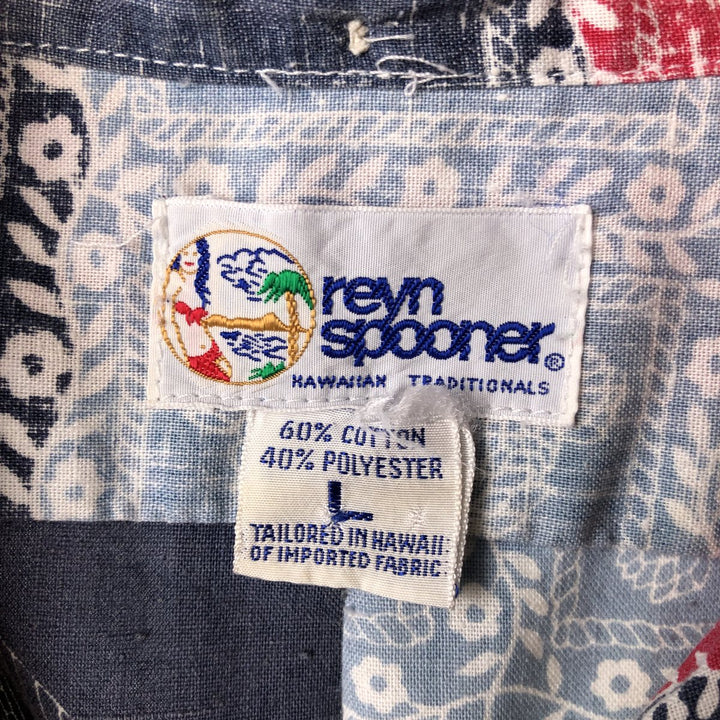 reyn
spooner®
HAWAIIAN TRADITIONALS
60% COTTON
40% POLYESTER
L
TAILORED IN HAWAII
OF IMPORTED FABRIC